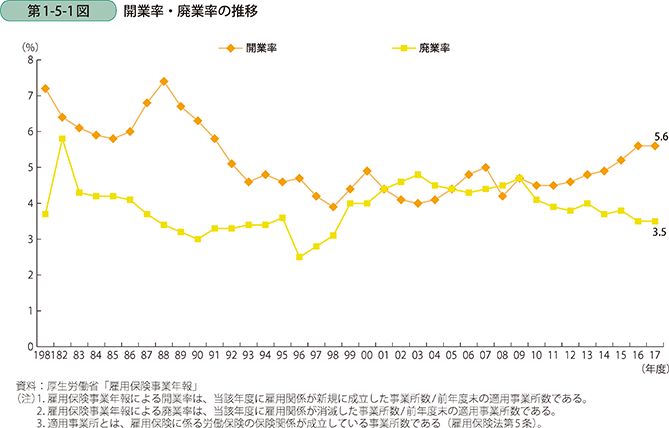 第1-5-1図 開業率・廃業率の推移
(%)
開業率 廃業率
8
7
6
5
4
3
2
1
0
5.6
3.5
1981 82 83 84 85 86 87 88 89 90 91 92 93 94 95 96 97 98 99 00 01 02 03 04 05 06 07 08 09 10 11 12 13 14 15 16 17
(年度)
資料：厚生労働省「雇用保険事業年報」
(注) 1. 雇用保険事業年報による開業率は、当該年度に雇用関係が新規に成立した事業所数/前年度末の適用事業所数である。
2. 雇用保険事業年報による廃業率は、当該年度に雇用関係が消滅した事業所数/前年度末の適用事業所数である。
3. 適用事業所とは、雇用保険に係る労働保険の保険関係が成立している事業所数である（雇用保険法第5条）。